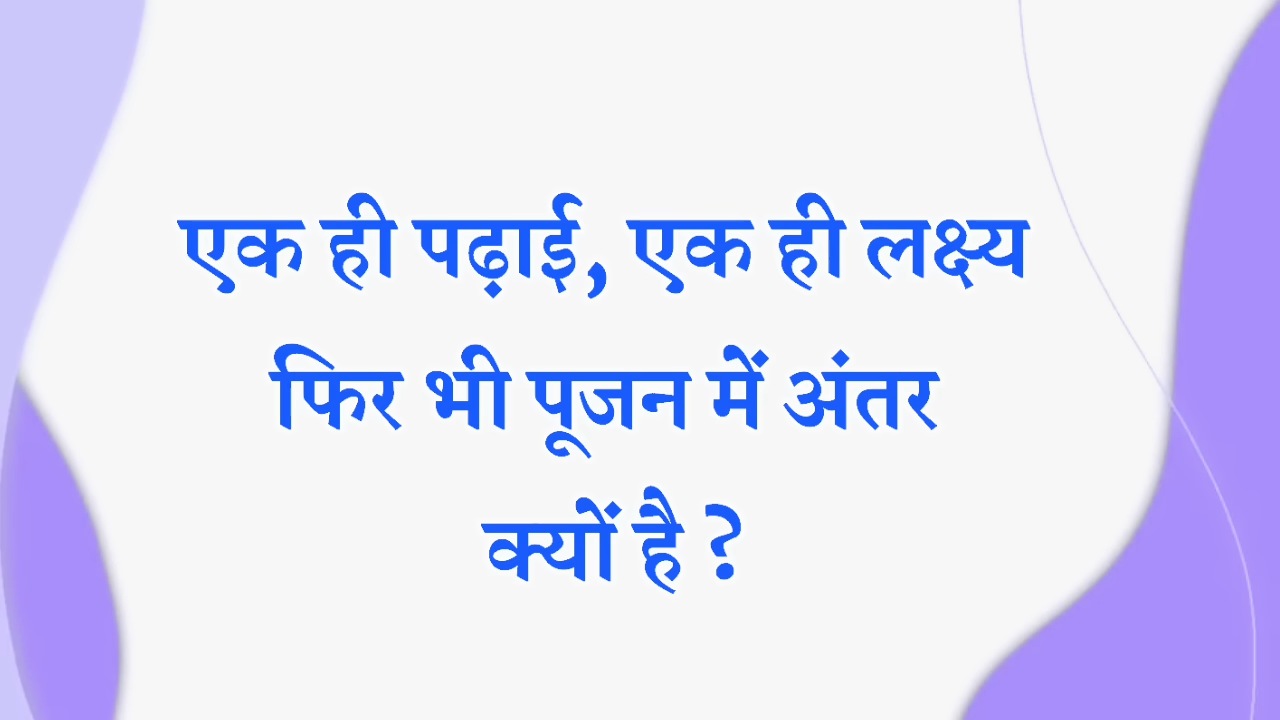 एक ही पढ़ाई, एक ही लक्ष्य
फिर भी पूजन में अंतर
क्यों है ?